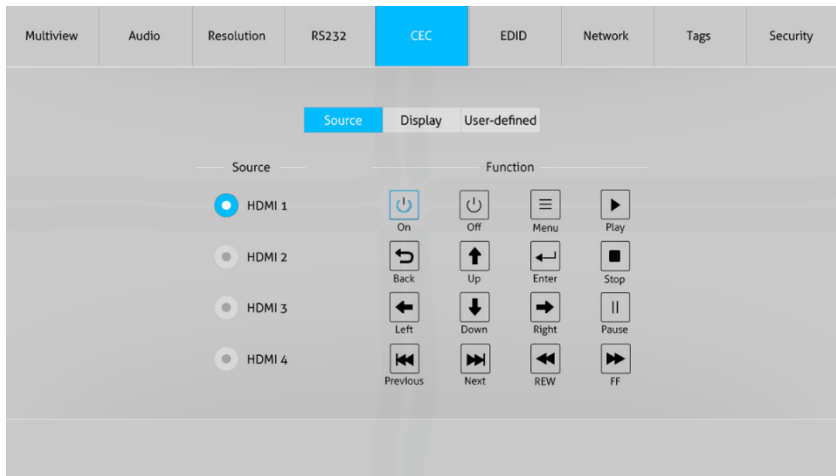 Multiview Audio Resolution RS232 CEC EDID Network Tags Security
Source Display User-defined
Source Function
HDMI 1
On Off Menu Play
HDMI 2
Back Up Enter Stop
HDMI 3
Left Down Right Pause
HDMI 4
Previous Next REW FF